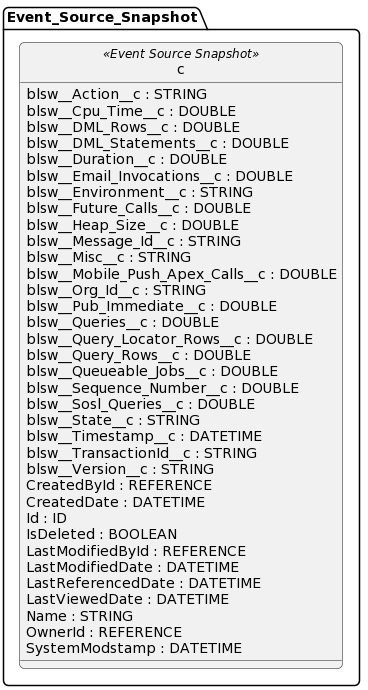 Event_Source_Snapshot
«Event Source Snapshot»
c
blsw__Action__c : STRING
blsw__Cpu_Time__c : DOUBLE
blsw__DML_Rows__c : DOUBLE
blsw__DML_Statements__c : DOUBLE
blsw__Duration__c : DOUBLE
blsw__Email_Invocations__c : DOUBLE
blsw__Environment__c : STRING
blsw__Future_Calls__c : DOUBLE
blsw__Heap_Size__c : DOUBLE
blsw__Message_Id__c : STRING
blsw__Misc__c : STRING
blsw__Mobile_Push_Apex_Calls__c : DOUBLE
blsw__Org_Id__c : STRING
blsw__Pub_Immediate__c : DOUBLE
blsw__Queries__c : DOUBLE
blsw__Query_Locator_Rows__c : DOUBLE
blsw__Query_Rows__c : DOUBLE
blsw__Queueable_Jobs__c : DOUBLE
blsw__Sequence_Number__c : DOUBLE
blsw__Sosl_Queries__c : DOUBLE
blsw__State__c : STRING
blsw__Timestamp__c : DATETIME
blsw__TransactionId__c : STRING
blsw__Version__c : STRING
CreatedById : REFERENCE
CreatedDate : DATETIME
Id : ID
IsDeleted : BOOLEAN
LastModifiedById : REFERENCE
LastModifiedDate : DATETIME
LastReferencedDate : DATETIME
LastViewedDate : DATETIME
Name : STRING
OwnerId : REFERENCE
SystemModstamp : DATETIME